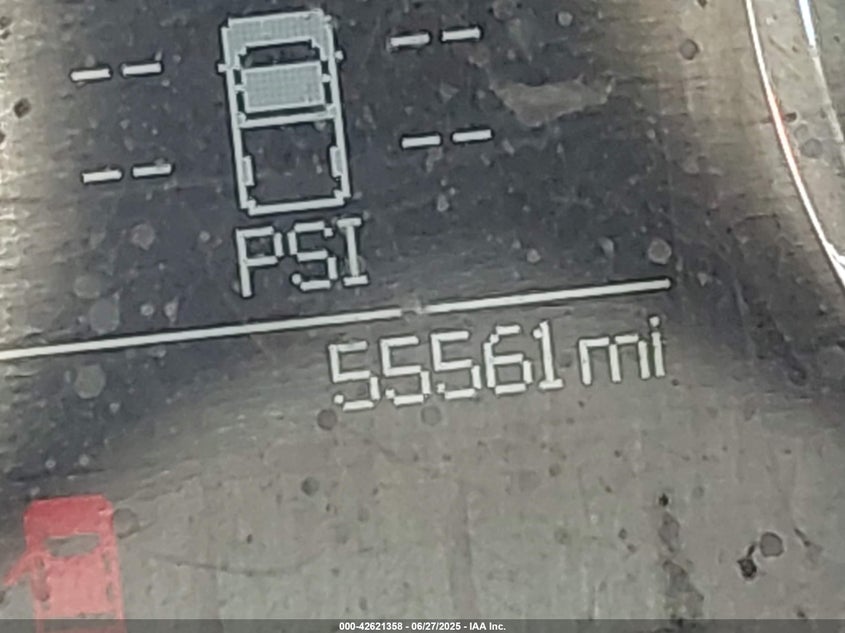 -- -- -- --
-- -- -- --
PSI
55561 mi
000-42621358 - 06/27/2025 - IAA Inc.